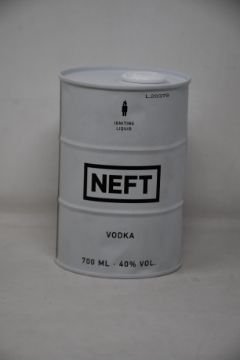 IGNITING
LIQUID
NEFT
VODKA
700 ML - 40% VOL.